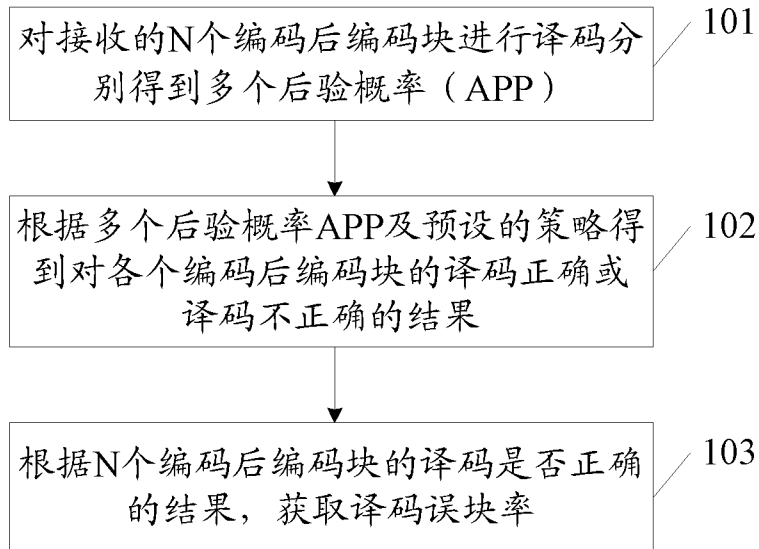 对接收的N个编码后编码块进行译码分
别得到多个后验概率（APP）
101
根据多个后验概率APP及预设的策略得
到对各个编码后编码块的译码正确或
译码不正确的结果
102
根据N个编码后编码块的译码是否正确
的结果，获取译码误块率
103